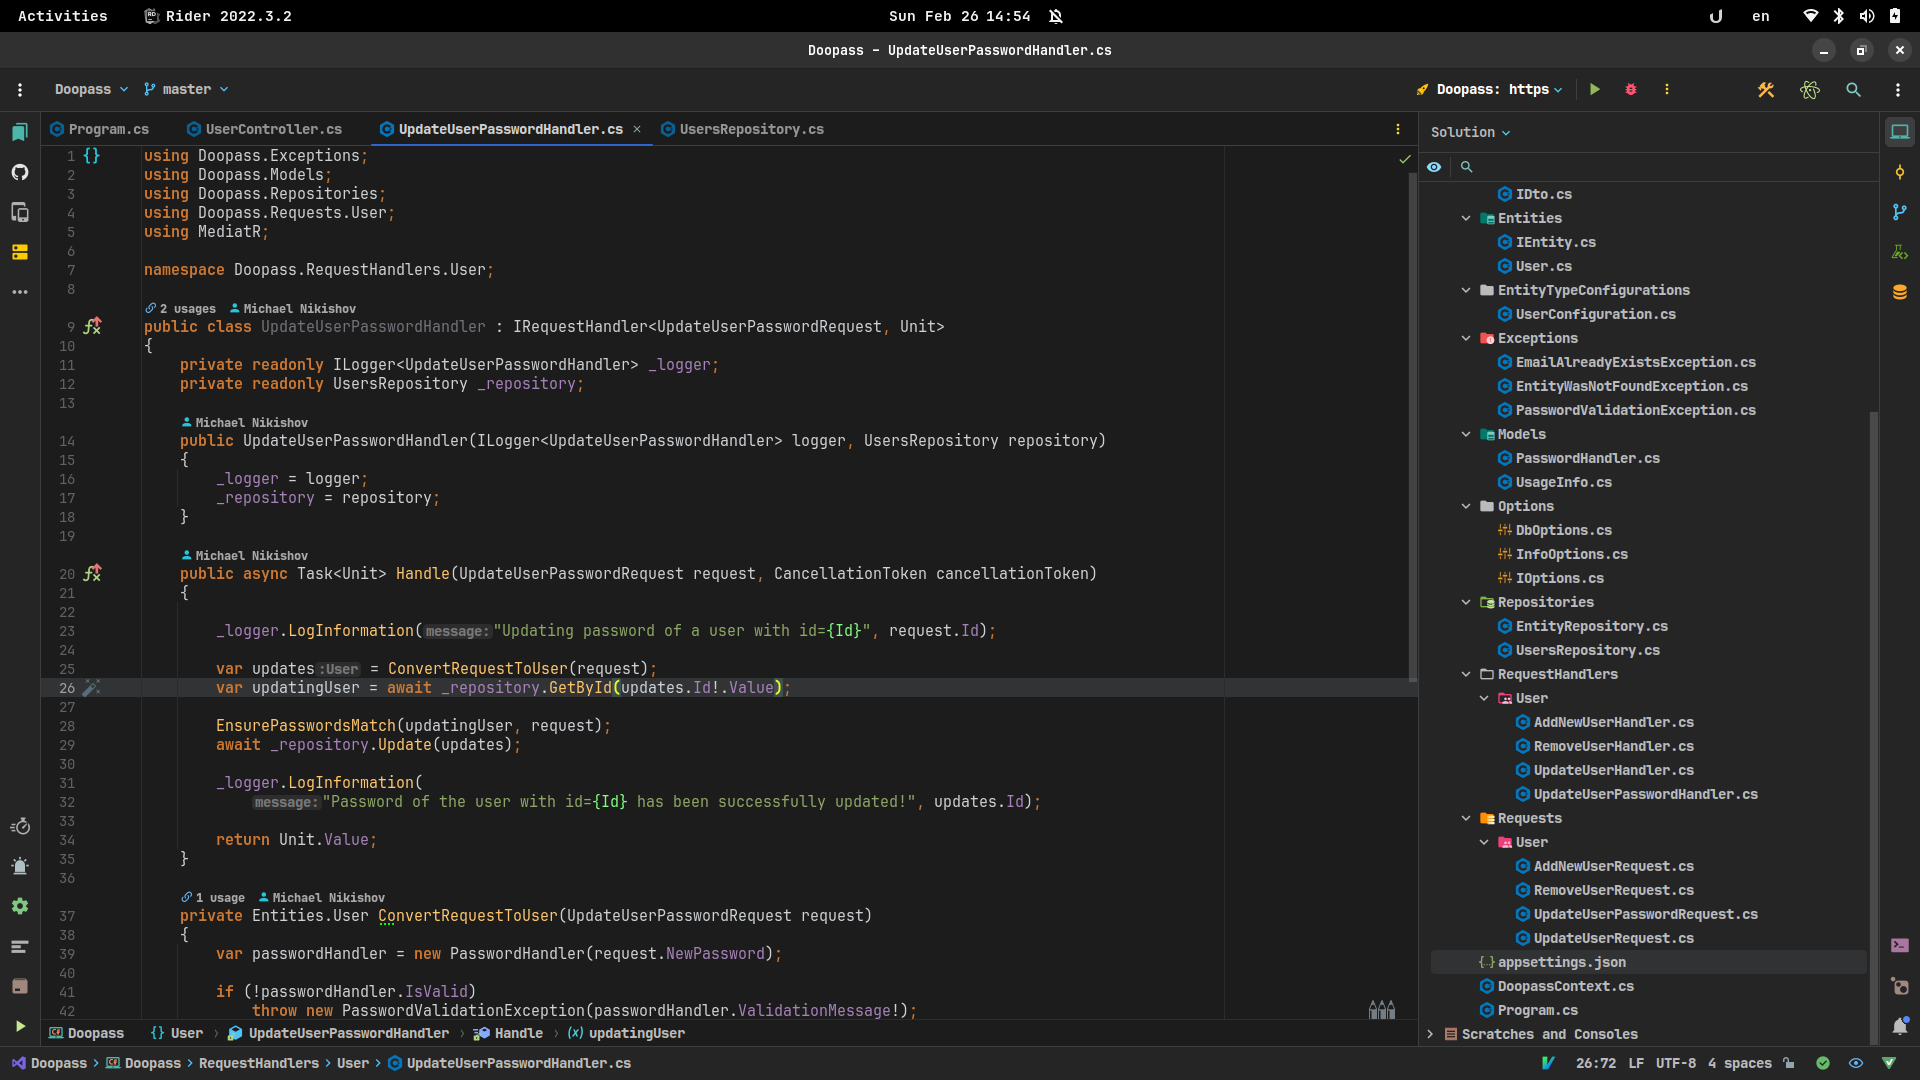 Activities
Rider 2022.3.2
Sun Feb 26 14:54
en
Doopass - UpdateUserPasswordHandler.cs
Doopass
master
Doopass: https
Program.cs
UserController.cs
UpdateUserPasswordHandler.cs
UsersRepository.cs
1 using Doopass.Exceptions;
2 using Doopass.Models;
3 using Doopass.Repositories;
4 using Doopass.Requests.User;
5 using MediatR;
6
7 namespace Doopass.RequestHandlers.User;
8
2 usages Michael Nikishov
9 public class UpdateUserPasswordHandler : IRequestHandler<UpdateUserPasswordRequest, Unit>
10 {
11 private readonly ILogger<UpdateUserPasswordHandler> _logger;
12 private readonly UsersRepository _repository;
13
Michael Nikishov
14 public UpdateUserPasswordHandler(ILogger<UpdateUserPasswordHandler> logger, UsersRepository repository)
15 {
16 _logger = logger;
17 _repository = repository;
18 }
19
Michael Nikishov
20 public async Task<Unit> Handle(UpdateUserPasswordRequest request, CancellationToken cancellationToken)
21 {
22
23 _logger.LogInformation(message:"Updating password of a user with id={Id}", request.Id);
24
25 var updates:User = ConvertRequestToUser(request);
26 var updatingUser = await _repository.GetById(updates.Id!.Value);
27
28 EnsurePasswordsMatch(updatingUser, request);
29 await _repository.Update(updates);
30
31 _logger.LogInformation(
32 message:"Password of the user with id={Id} has been successfully updated!", updates.Id);
33
34 return Unit.Value;
35 }
36
1 usage Michael Nikishov
37 private Entities.User ConvertRequestToUser(UpdateUserPasswordRequest request)
38 {
39 var passwordHandler = new PasswordHandler(request.NewPassword);
40
41 if (!passwordHandler.IsValid)
42 throw new PasswordValidationException(passwordHandler.ValidationMessage!);
Doopass
{} User
UpdateUserPasswordHandler
Handle
(x) updatingUser
Solution
IDto.cs
Entities
IEntity.cs
User.cs
EntityTypeConfigurations
UserConfiguration.cs
Exceptions
EmailAlreadyExistsException.cs
EntityWasNotFoundException.cs
PasswordValidationException.cs
Models
PasswordHandler.cs
UsageInfo.cs
Options
DbOptions.cs
InfoOptions.cs
IOptions.cs
Repositories
EntityRepository.cs
UsersRepository.cs
RequestHandlers
User
AddNewUserHandler.cs
RemoveUserHandler.cs
UpdateUserHandler.cs
UpdateUserPasswordHandler.cs
Requests
User
AddNewUserRequest.cs
RemoveUserRequest.cs
UpdateUserPasswordRequest.cs
UpdateUserRequest.cs
appsettings.json
DoopassContext.cs
Program.cs
Scratches and Consoles
Doopass > Doopass > RequestHandlers > User > UpdateUserPasswordHandler.cs
26:72 LF UTF-8 4 spaces